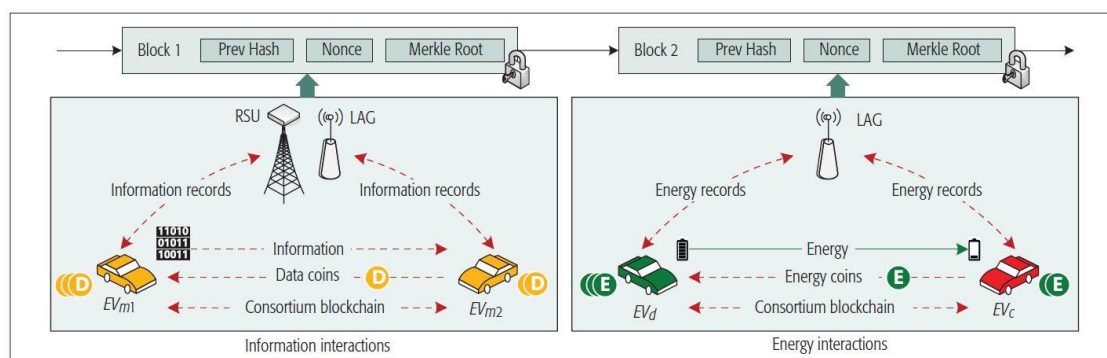 Block 1 Prev Hash Nonce Merkle Root
Block 2 Prev Hash Nonce Merkle Root
RSU LAG
Information records Information records
11010
01011
10011
Information
D Data coins D D
Consortium blockchain
EVm1 EVm2
Information interactions
LAG
Energy records Energy records
Energy
E Energy coins E E
Consortium blockchain
EVd EVc
Energy interactions